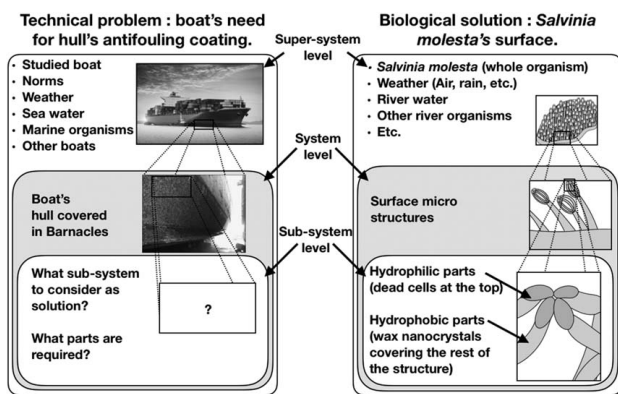 Technical problem : boat's need
for hull's antifouling coating.
Biological solution : Salvinia
molesta's surface.
Super-system
level
• Studied boat
• Norms
• Weather
• Sea water
• Marine organisms
• Other boats
• Salvinia molesta (whole organism)
• Weather (Air, rain, etc.)
• River water
• Other river organisms
• Etc.
System
level
Boat's
hull covered
in Barnacles
Surface micro
structures
Sub-system
level
What sub-system
to consider as
solution?
What parts are
required?
?
Hydrophilic parts
(dead cells at the top)
Hydrophobic parts
(wax nanocrystals
covering the rest of
the structure)